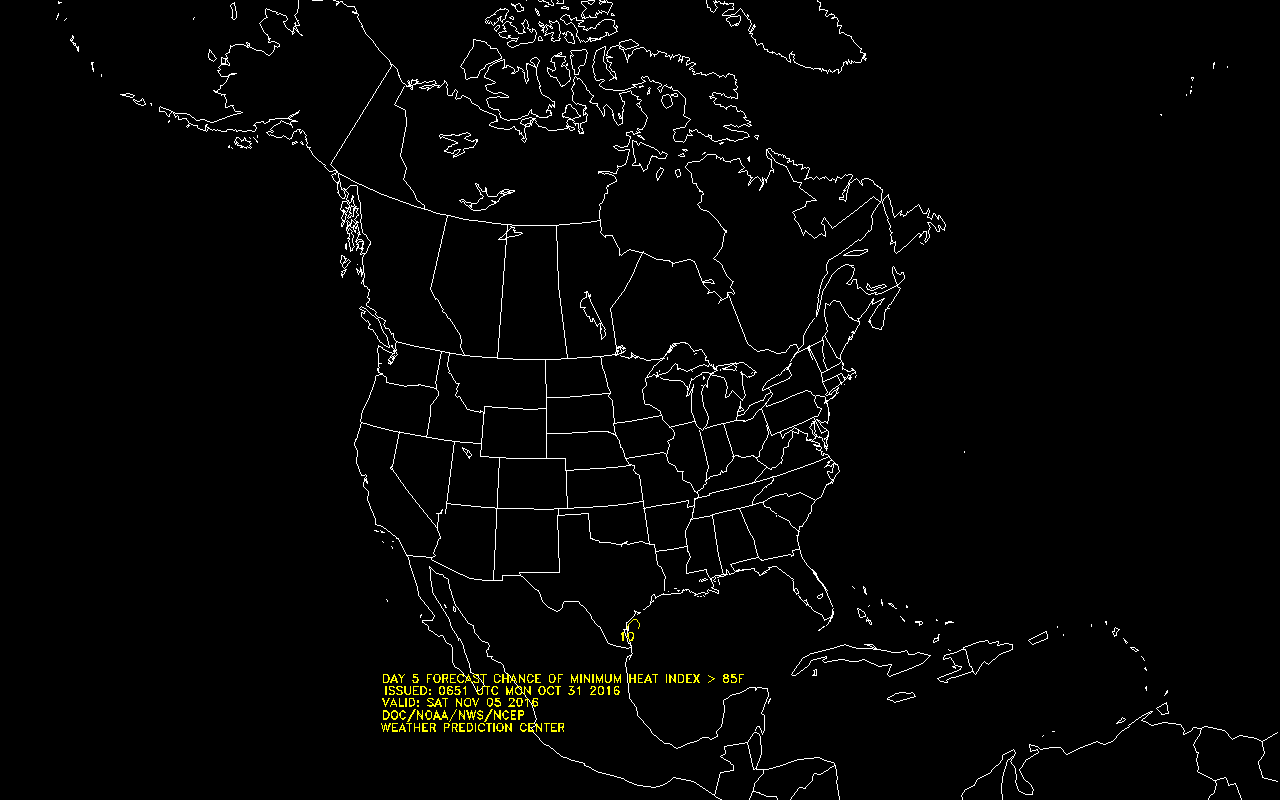 10
DAY 5 FORECAST CHANCE OF MINIMUM HEAT INDEX > 85F
ISSUED: 0651 UTC MON OCT 31 2016
VALID: SAT NOV 05 2016
DOC/NOAA/NWS/NCEP
WEATHER PREDICTION CENTER